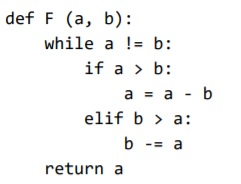 def F (a, b):
    while a != b:
        if a > b:
            a = a - b
        elif b > a:
            b -= a
    return a